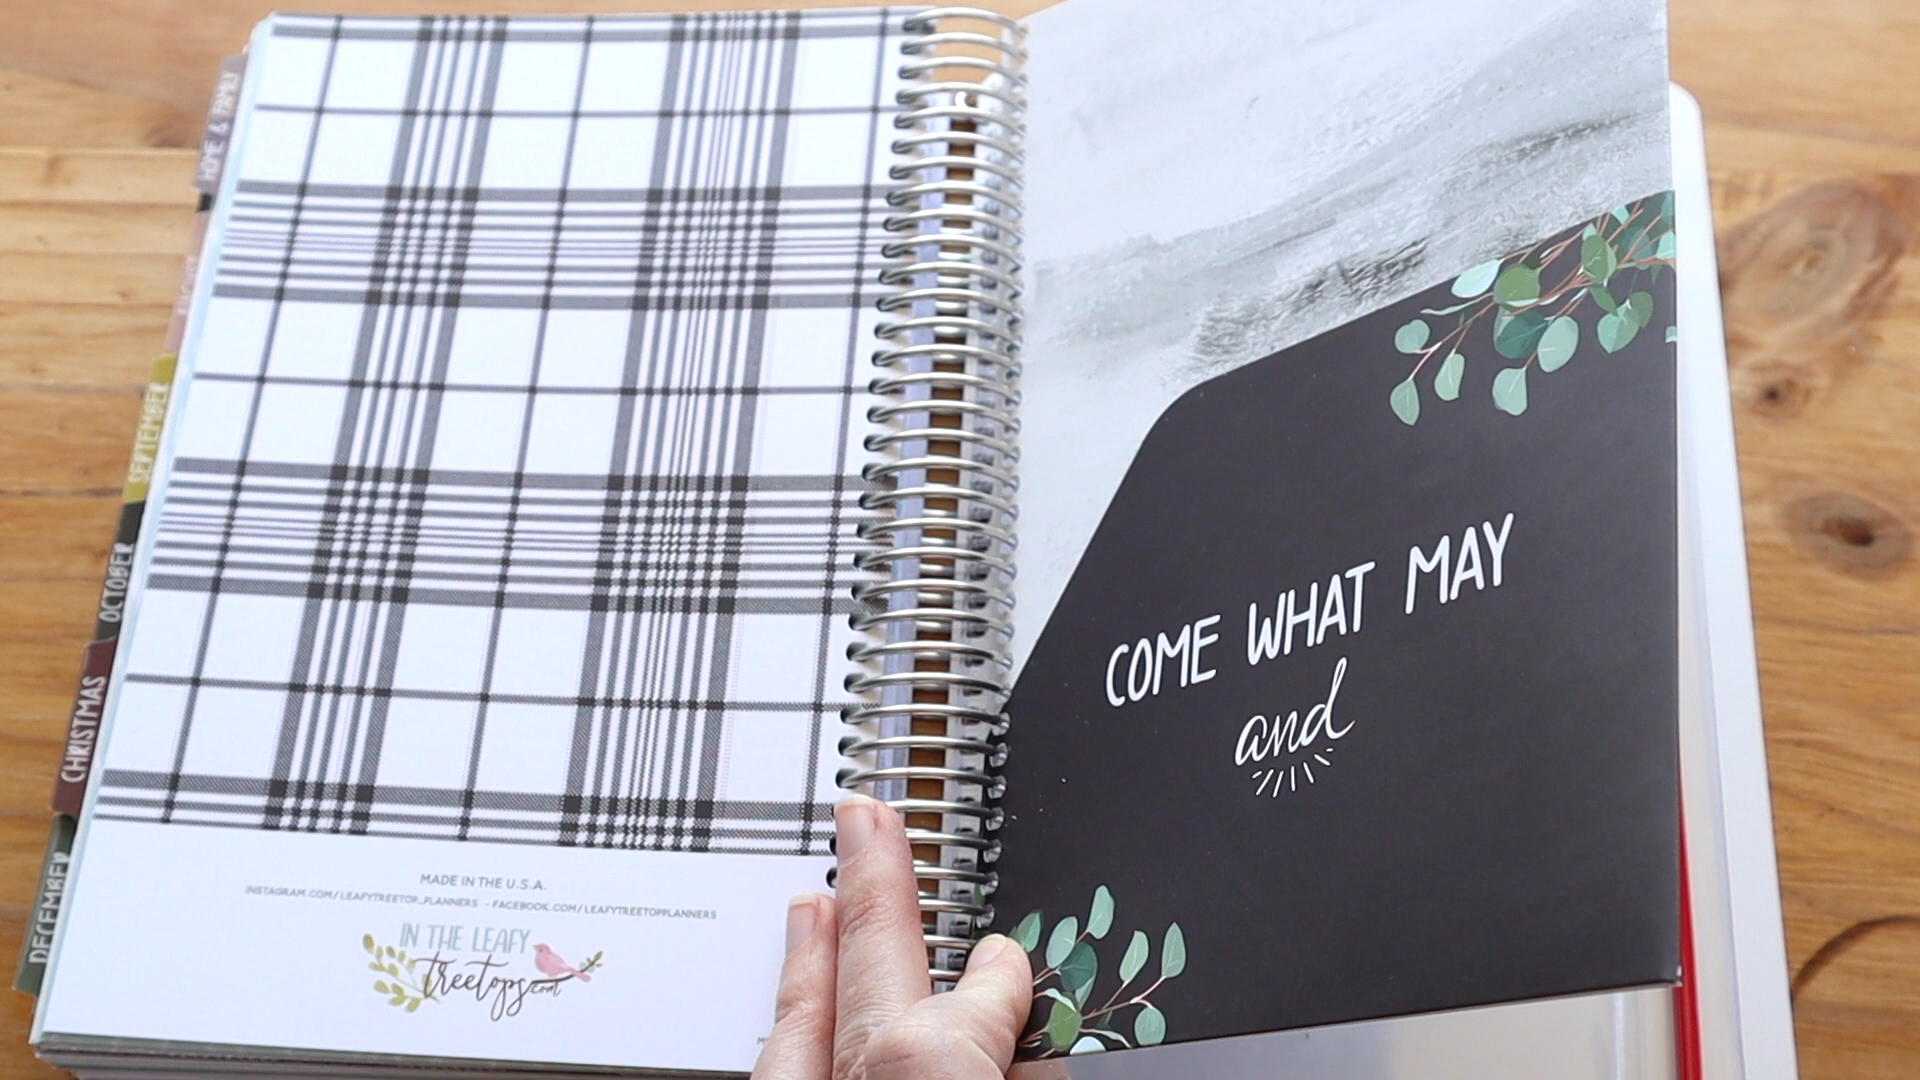 HOME & FAMILY
SEPTEMBER
OCTOBER
CHRISTMAS
DECEMBER
MADE IN THE U.S.A.
INSTAGRAM.COM/LEAFYTREETOP_PLANNERS - FACEBOOK.COM/LEAFYTREETOPPLANNERS
IN THE LEAFY
treetops.com
COME WHAT MAY
and